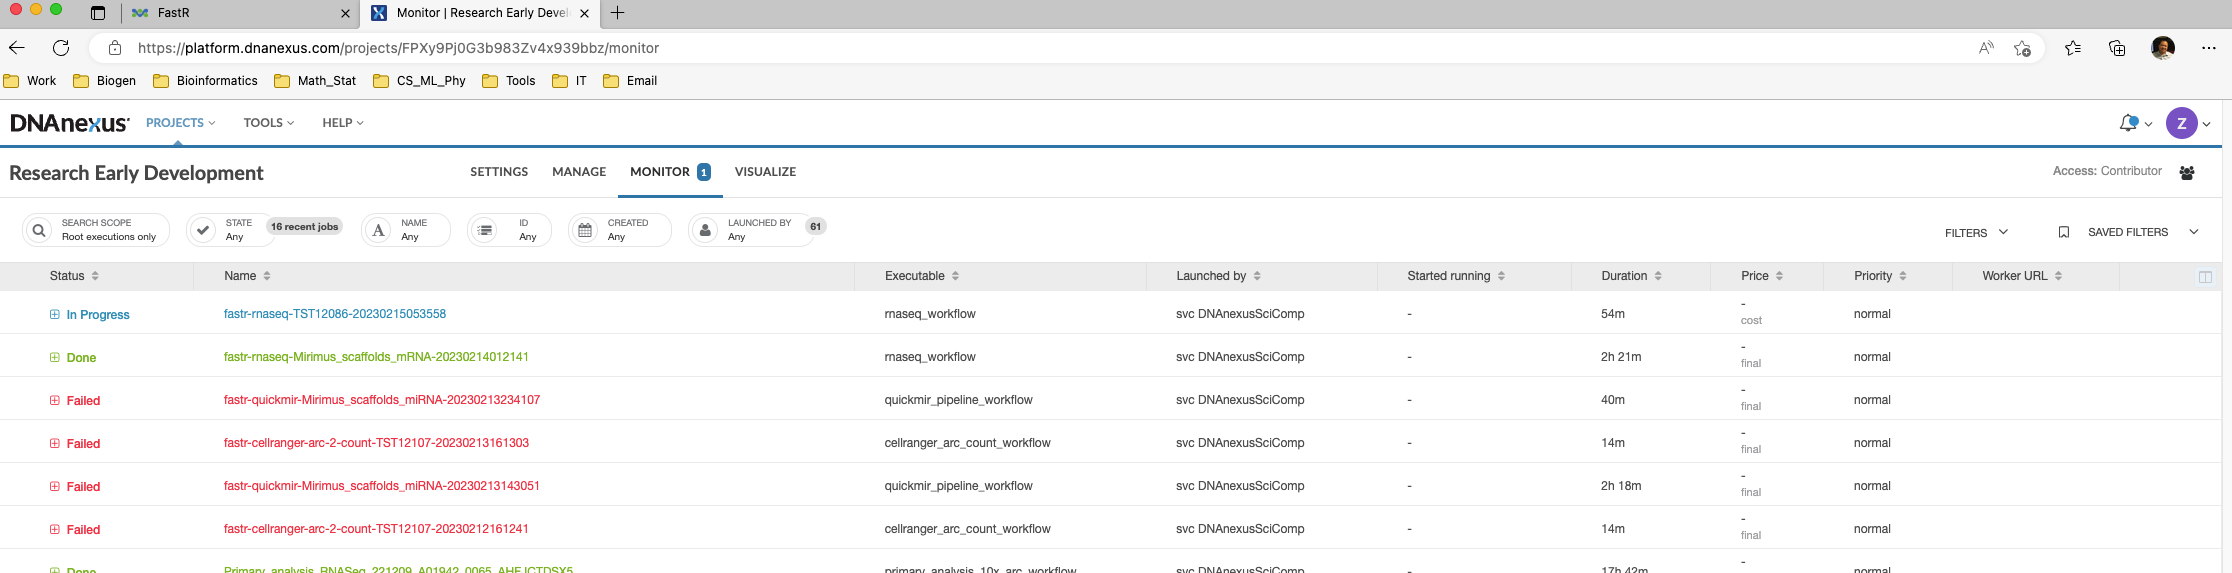 FastR
Monitor | Research Early Devel
https://platform.dnanexus.com/projects/FPXy9Pj0G3b983Zv4x939bbz/monitor
Work Biogen Bioinformatics Math_Stat CS_ML_Phy Tools IT Email
DNAnexus PROJECTS TOOLS HELP Z
Research Early Development SETTINGS MANAGE MONITOR 1 VISUALIZE Access: Contributor
SEARCH SCOPE
Root executions only
STATE
Any
16 recent jobs
NAME
Any
ID
Any
CREATED
Any
LAUNCHED BY
Any
61
FILTERS SAVED FILTERS
Status Name Executable Launched by Started running Duration Price Priority Worker URL
In Progress fastr-rnaseq-TST12086-20230215053558 rnaseq_workflow svc DNAnexusSciComp - 54m - normal
cost
Done fastr-rnaseq-Mirimus_scaffolds_mRNA-20230214012141 rnaseq_workflow svc DNAnexusSciComp - 2h 21m - normal
final
Failed fastr-quickmir-Mirimus_scaffolds_miRNA-20230213234107 quickmir_pipeline_workflow svc DNAnexusSciComp - 40m - normal
final
Failed fastr-cellranger-arc-2-count-TST12107-20230213161303 cellranger_arc_count_workflow svc DNAnexusSciComp - 14m - normal
final
Failed fastr-quickmir-Mirimus_scaffolds_miRNA-20230213143051 quickmir_pipeline_workflow svc DNAnexusSciComp - 2h 18m - normal
final
Failed fastr-cellranger-arc-2-count-TST12107-20230212161241 cellranger_arc_count_workflow svc DNAnexusSciComp - 14m - normal
final
Done Primary_analysis_RNASeq_221209_A01942_0065_AHFJCTDSX5 primary_analysis_10x_arc_workflow svc DNAnexusSciComp - 17h 42m - normal